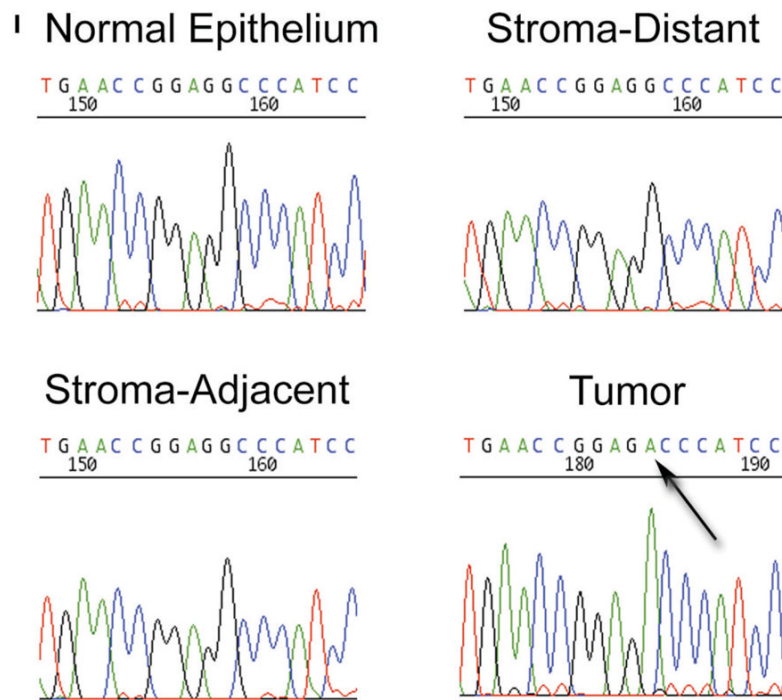 I Normal Epithelium
TGAACCGGAGGCCCATCC
150 160
Stroma-Distant
TGAACCGGAGGCCCATCC
150 160
Stroma-Adjacent
TGAACCGGAGGCCCATCC
150 160
Tumor
TGAACCGGAGACCCATCC
180 190